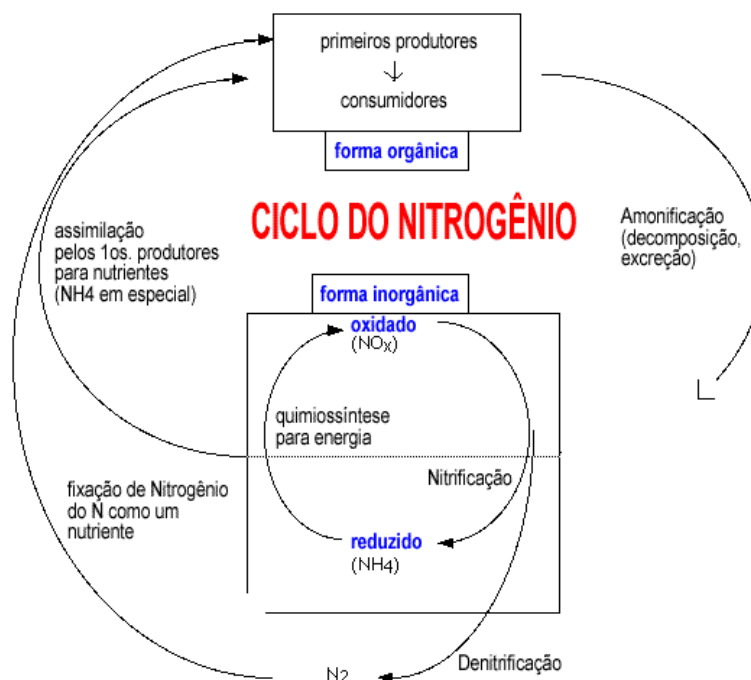 primeiros produtores
consumidores
forma orgânica
CICLO DO NITROGÊNIO
assimilação
pelos 1os. produtores
para nutrientes
(NH4 em especial)
Amonificação
(decomposição,
excreção)
forma inorgânica
oxidado
(NOx)
quimiossíntese
para energia
Nitrificação
fixação de Nitrogênio
do N como um
nutriente
reduzido
(NH4)
Denitrificação
N2